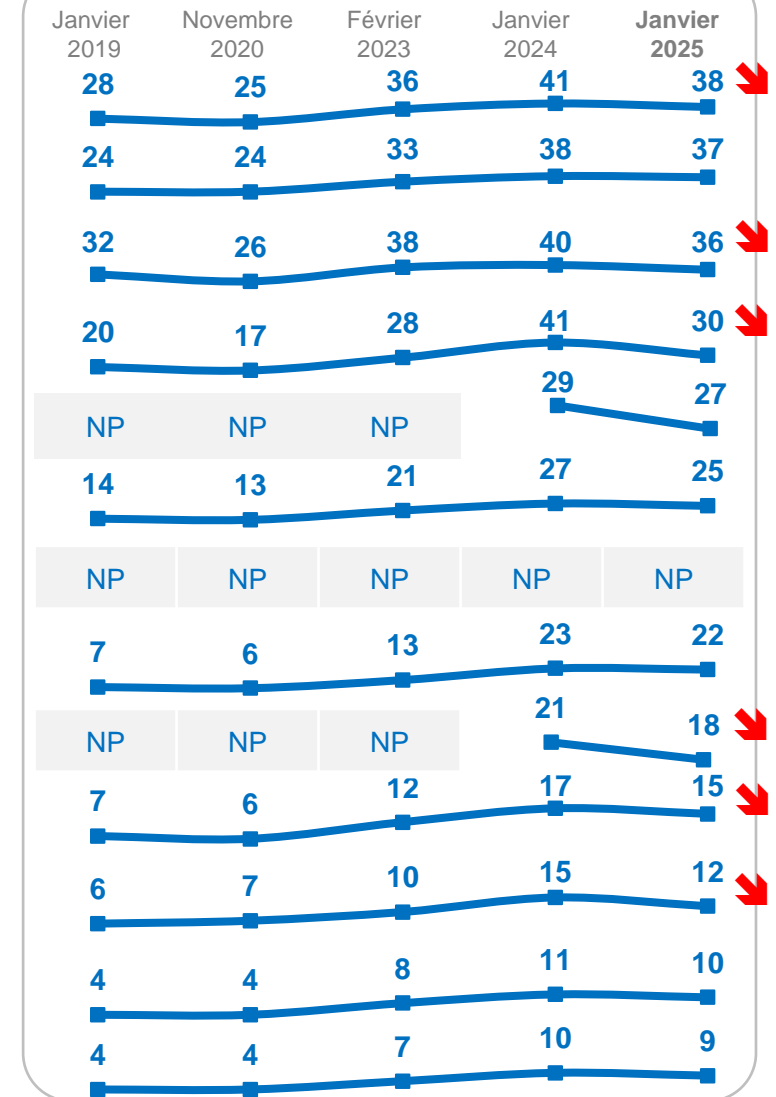 Janvier Novembre Février Janvier Janvier
2019 2020 2023 2024 2025
28 25 36 41 38
24 24 33 38 37
32 26 38 40 36
20 17 28 41 30
NP NP NP 29 27
14 13 21 27 25
NP NP NP NP NP
7 6 13 23 22
NP NP NP 21 18
7 6 12 17 15
6 7 10 15 12
4 4 8 11 10
4 4 7 10 9